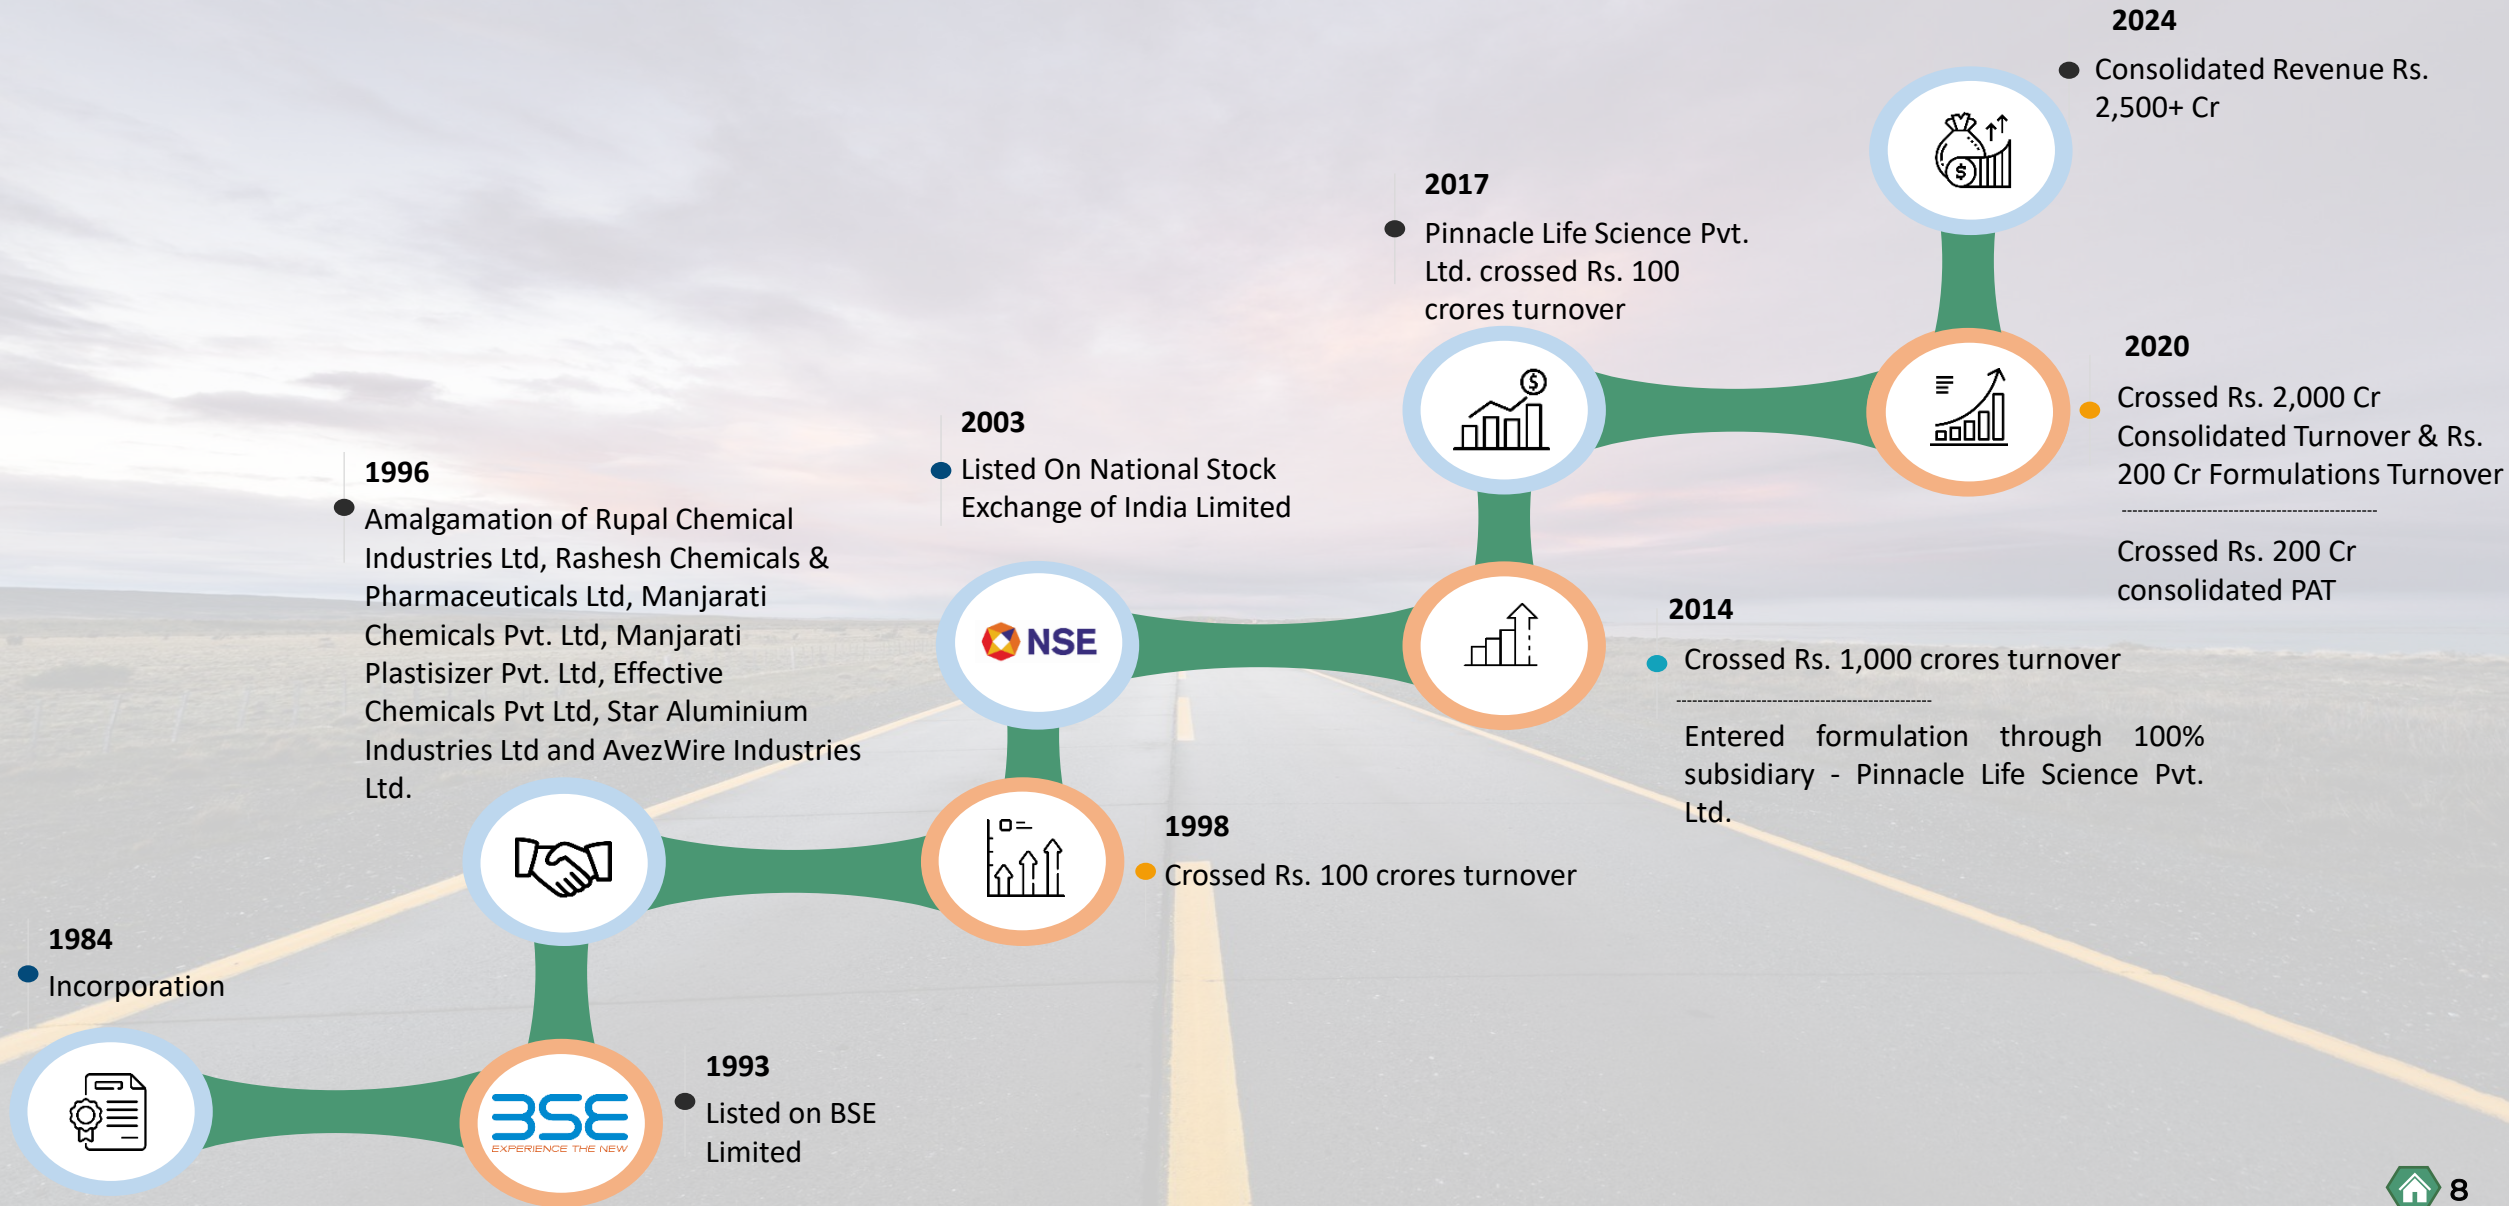 1984
Incorporation
BSE
EXPERIENCE THE NEW
1993
Listed on BSE
Limited
1996
Amalgamation of Rupal Chemical
Industries Ltd, Rashesh Chemicals &
Pharmaceuticals Ltd, Manjarati
Chemicals Pvt. Ltd, Manjarati
Plastisizer Pvt. Ltd, Effective
Chemicals Pvt Ltd, Star Aluminium
Industries Ltd and AvezWire Industries
Ltd.
1998
Crossed Rs. 100 crores turnover
2003
Listed On National Stock
Exchange of India Limited
NSE
2014
Crossed Rs. 1,000 crores turnover
Entered formulation through 100%
subsidiary - Pinnacle Life Science Pvt.
Ltd.
2017
Pinnacle Life Science Pvt.
Ltd. crossed Rs. 100
crores turnover
2020
Crossed Rs. 2,000 Cr
Consolidated Turnover & Rs.
200 Cr Formulations Turnover
Crossed Rs. 200 Cr
consolidated PAT
2024
Consolidated Revenue Rs.
2,500+ Cr
8